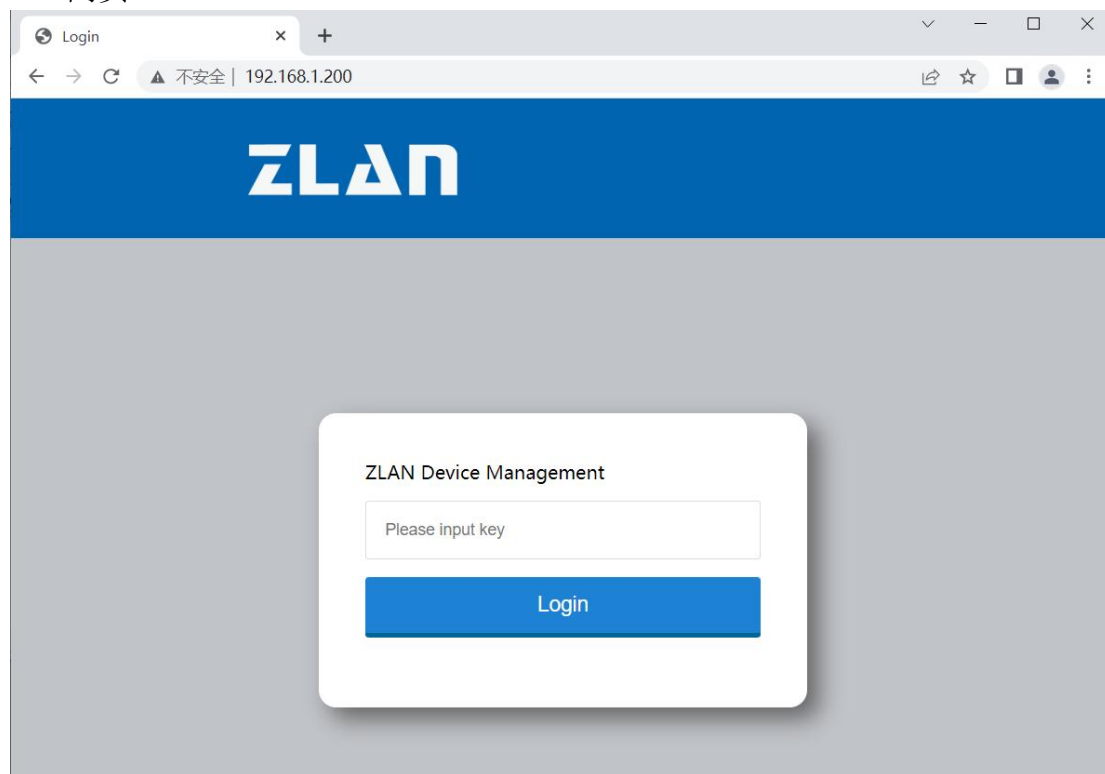 Login
不安全 192.168.1.200
ZLAN
ZLAN Device Management
Please input key
Login